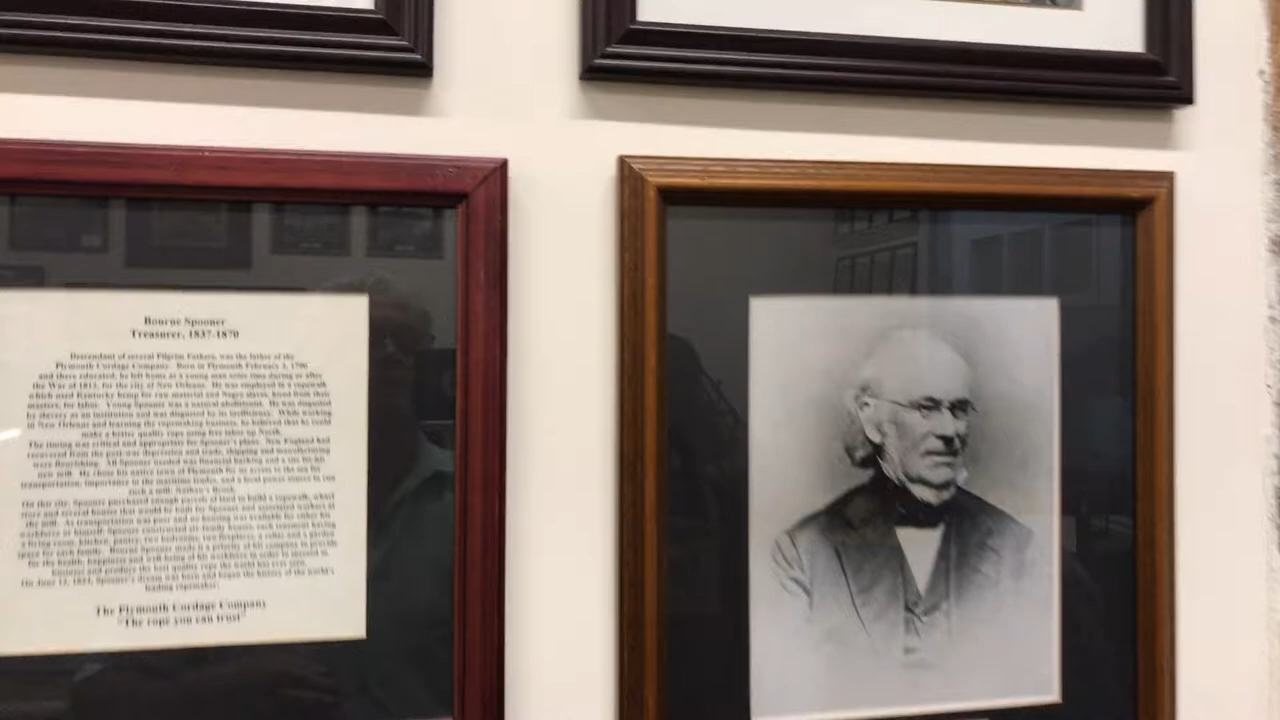 Bourne Spooner
Treasurer, 1837-1870
Descendant of several Pilgrim Fathers, was the father of the
Plymouth Cordage Company. Born in Plymouth February 2, 1790
and there educated, he left home as a young man some time during or after
the War of 1812, for the city of New Orleans. He was employed in a ropewalk
which used Kentucky hemp for raw material and Negro slaves, hired from their
masters, for labor. Young Spooner was a natural abolitionist. He was disgusted
by slavery as an institution and was disgusted by its inefficiency. While working
in New Orleans and learning the ropemaking business, he believed that he could
make a better quality rope using free labor up North.
The timing was critical and appropriate for Spooner's plans. New England had
recovered from the post-war depression and trade, shipping and manufacturing
were flourishing. All Spooner needed was financial backing and a site for his
new mill. He chose his native town of Plymouth for its access to the sea for
transportation, importance in the maritime trades, and a local power source to run
such a mill: Nathan's Brook.
On this site, Spooner purchased enough parcels of land to build a ropewalk, wharf
store and several houses that would be built for Spooner and associated workers at
the mill. As transportation was poor and no housing was available for either his
workforce or himself, Spooner constructed six family houses, each tenement having
a living room, kitchen, pantry, two bedrooms, two fireplaces, a cellar and a garden
space for each family. Bourne Spooner made it a priority of his company to provide
for the health, happiness and well-being of his workforce in order to succeed in
business and produce the best quality rope the world has ever seen.
On June 12, 1824, Spooner's dream was born and began the history of the world's
leading ropemaker:
The Plymouth Cordage Company
"The rope you can trust"